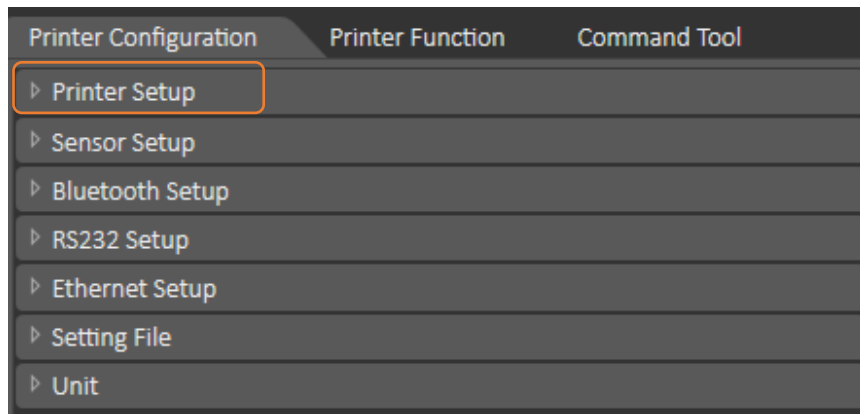 Printer Configuration Printer Function Command Tool
Printer Setup
Sensor Setup
Bluetooth Setup
RS232 Setup
Ethernet Setup
Setting File
Unit